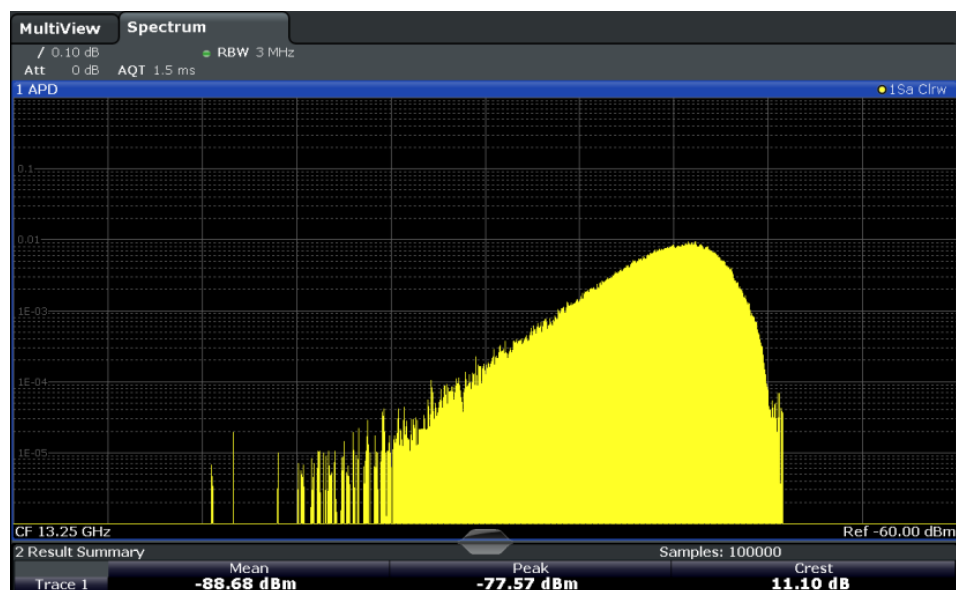 MultiView Spectrum
/ 0.10 dB RBW 3 MHz
Att 0 dB AQT 1.5 ms
1 APD 1Sa Clrw
0.1
0.01
1E-03
1E-04
1E-05
CF 13.25 GHz Ref -60.00 dBm
2 Result Summary Samples: 100000
Mean Peak Crest
Trace 1 -88.68 dBm -77.57 dBm 11.10 dB